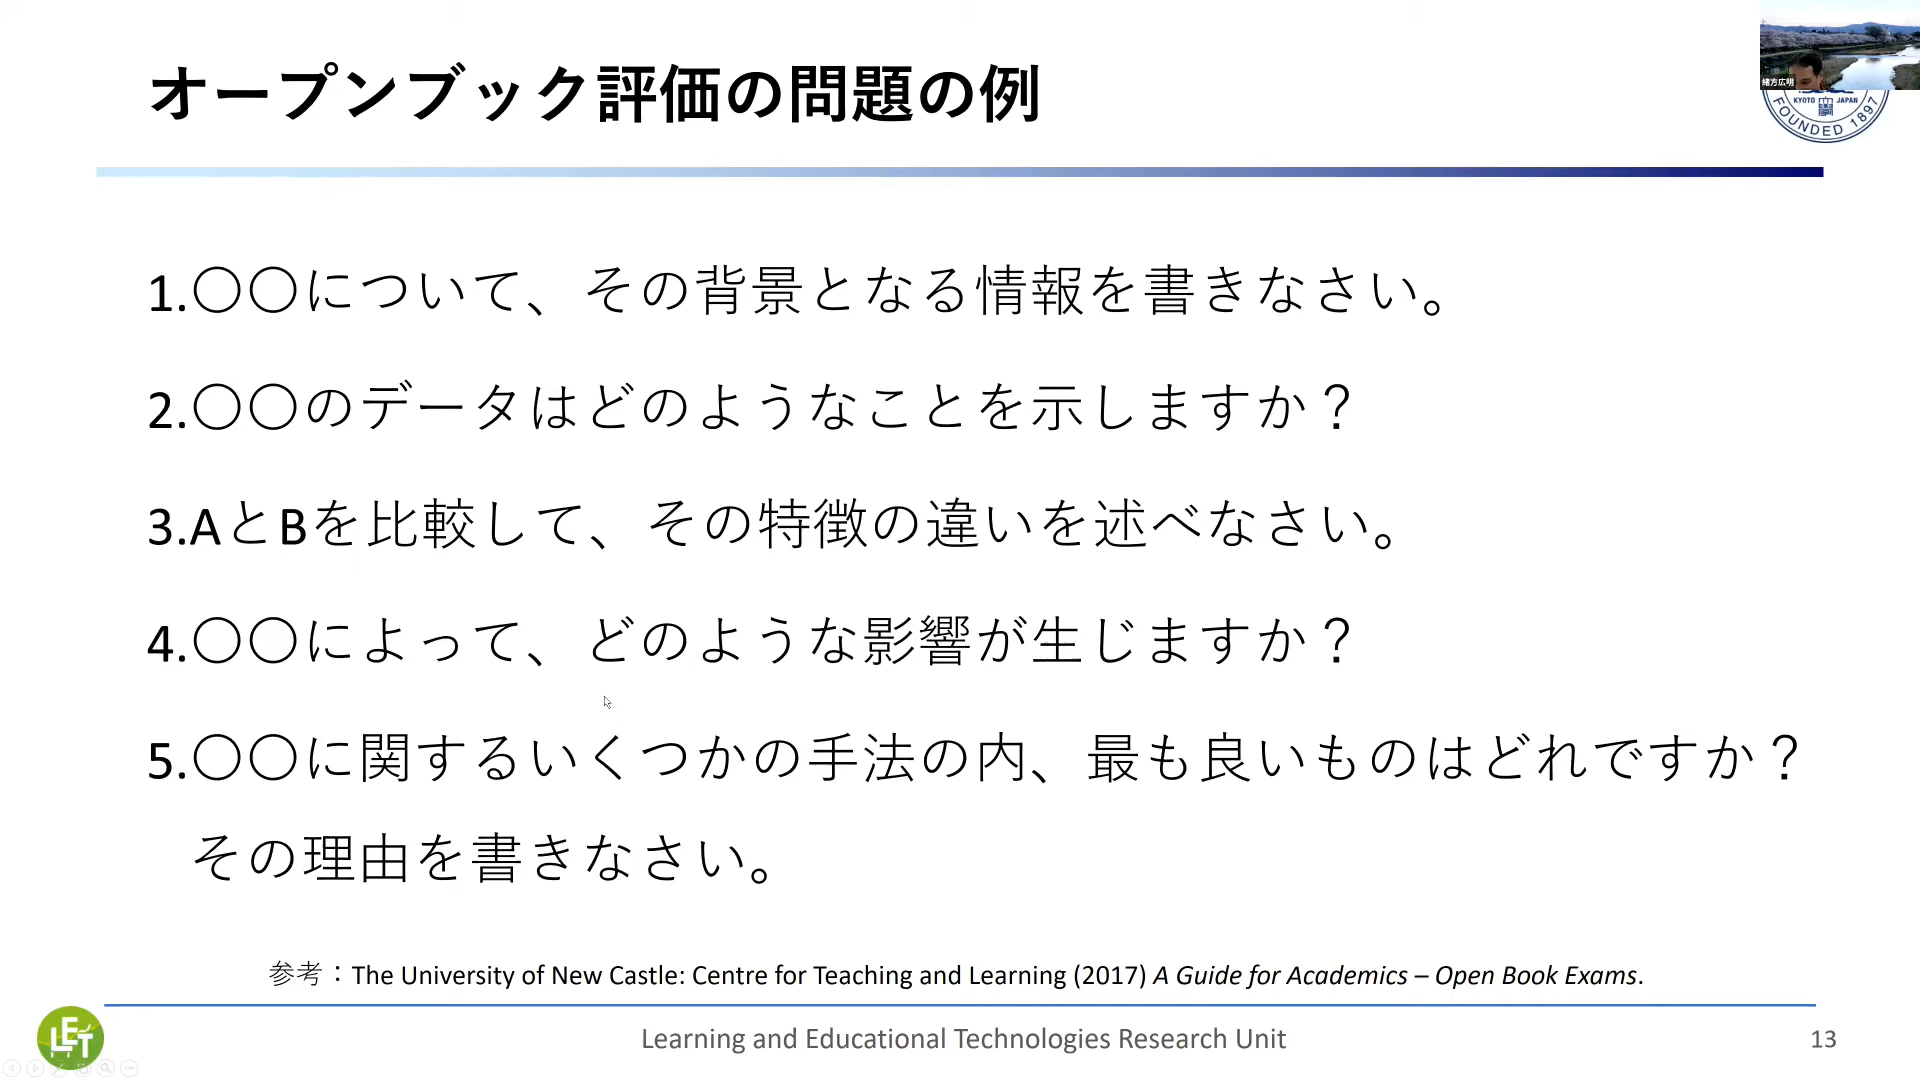 オープンブック評価の問題の例
緒方広明
KYOTO JAPAN
FOUNDED 1897
1.〇〇について、その背景となる情報を書きなさい。
2.〇〇のデータはどのようなことを示しますか？
3.AとBを比較して、その特徴の違いを述べなさい。
4.〇〇によって、どのような影響が生じますか？
5.〇〇に関するいくつかの手法の内、最も良いものはどれですか？
その理由を書きなさい。
参考：The University of New Castle: Centre for Teaching and Learning (2017) A Guide for Academics – Open Book Exams.
LET
Learning and Educational Technologies Research Unit
13